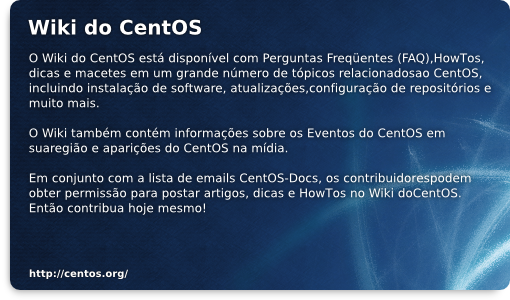 Wiki do CentOS
O Wiki do CentOS está disponível com Perguntas Freqüentes (FAQ),HowTos,
dicas e macetes em um grande número de tópicos relacionadosao CentOS,
incluindo instalação de software, atualizações,configuração de repositórios e
muito mais.
O Wiki também contém informações sobre os Eventos do CentOS em
suaregião e aparições do CentOS na mídia.
Em conjunto com a lista de emails CentOS-Docs, os contribuidorespodem
obter permissão para postar artigos, dicas e HowTos no Wiki doCentOS.
Então contribua hoje mesmo!
http://centos.org/